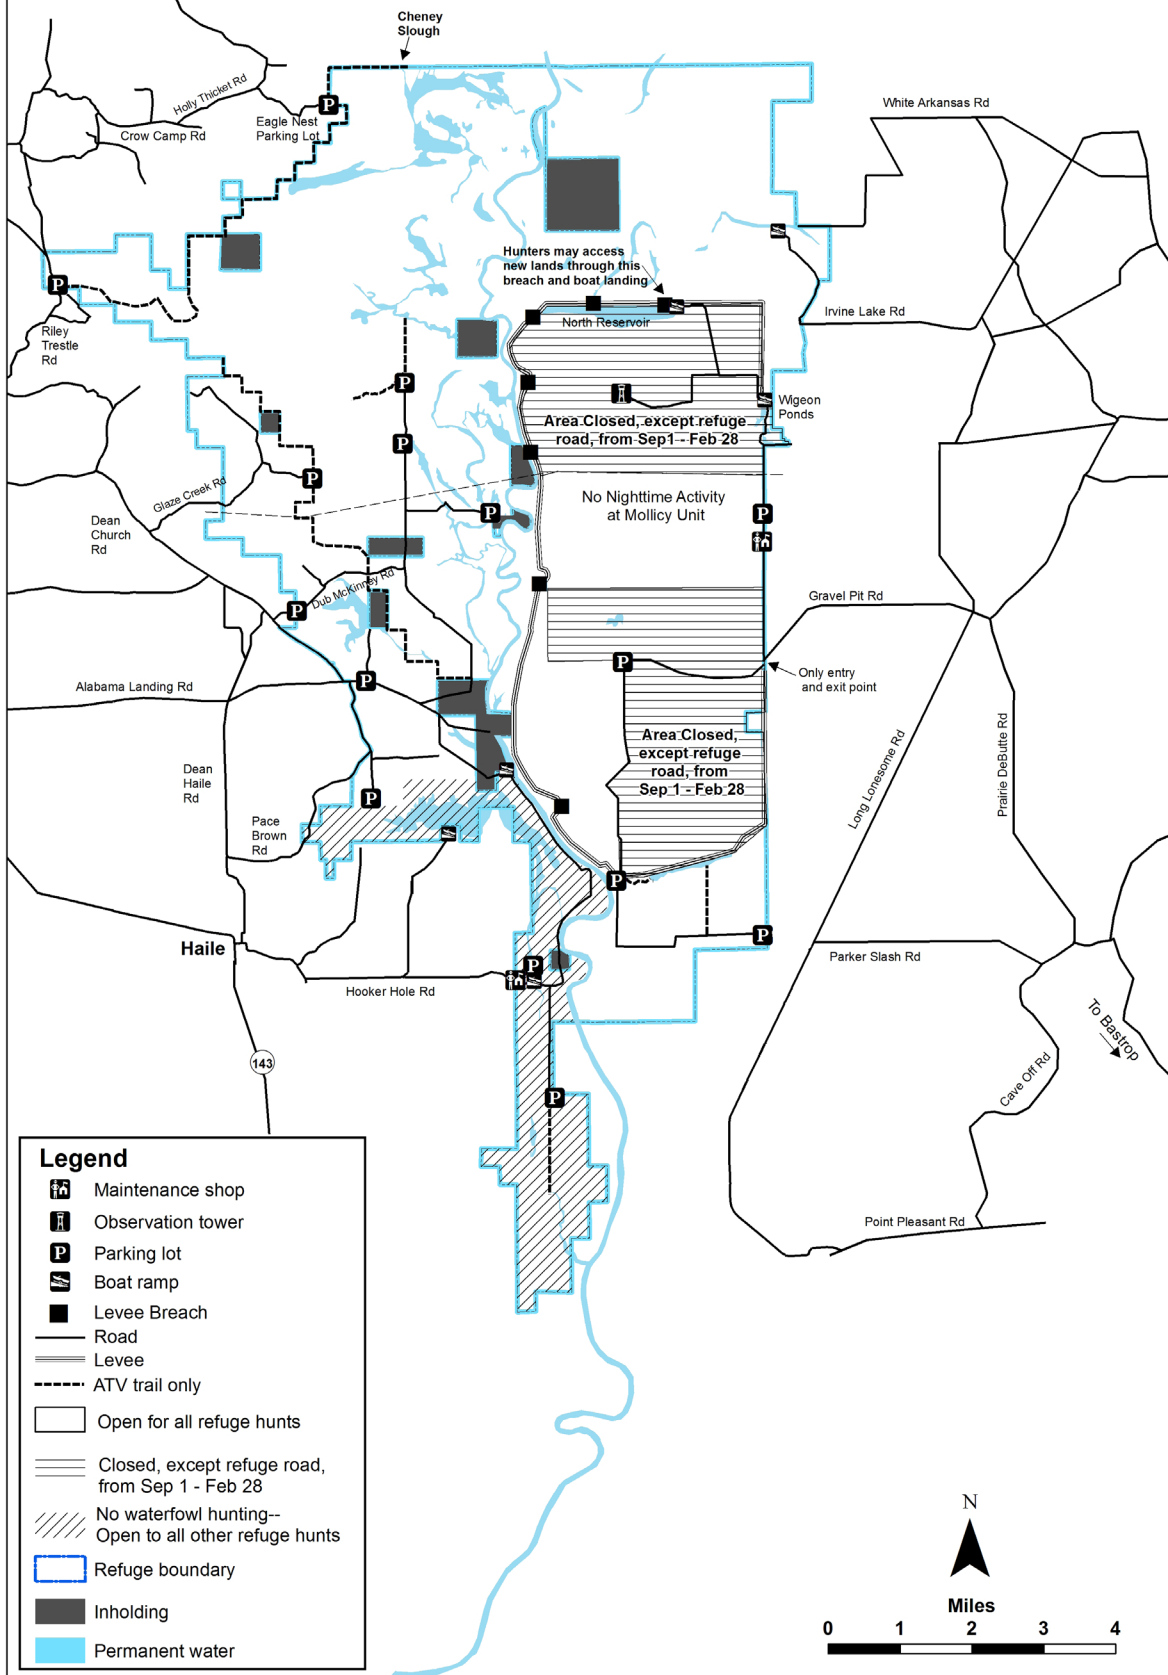 Cheney
Slough
Holly Thicket Rd
P
Eagle Nest
Parking Lot
Crow Camp Rd
White Arkansas Rd
Hunters may access
new lands through this
breach and boat landing
P
North Reservoir
Irvine Lake Rd
Riley
Trestle
Rd
P
Wigeon
Ponds
Area Closed, except refuge
road, from Sep1 - Feb 28
P
P
Glaze Creek Rd
No Nighttime Activity
at Mollicy Unit
P
P
Dean
Church
Rd
Dub McKinney Rd
P
Gravel Pit Rd
P
Only entry
and exit point
P
Alabama Landing Rd
Area Closed,
except refuge
road, from
Sep 1 - Feb 28
Prairie DeButte Rd
Long Lonesome Rd
Dean
Haile
Rd
P
Pace
Brown
Rd
P
P
Haile
Parker Slash Rd
P
Hooker Hole Rd
To Bastrop
143
Cave Off Rd
P
Point Pleasant Rd
Legend
Maintenance shop
Observation tower
P Parking lot
Boat ramp
Levee Breach
Road
Levee
ATV trail only
Open for all refuge hunts
Closed, except refuge road,
from Sep 1 - Feb 28
No waterfowl hunting--
Open to all other refuge hunts
Refuge boundary
Inholding
Permanent water
N
Miles
0 1 2 3 4